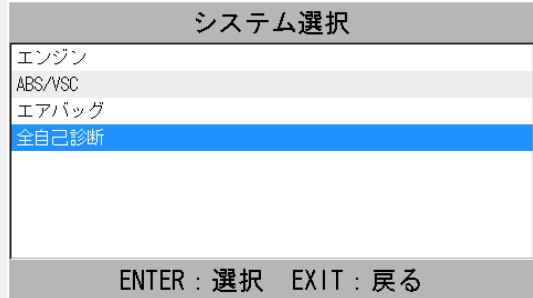 システム選択
エンジン
ABS/VSC
エアバッグ
全自己診断
ENTER：選択　EXIT：戻る